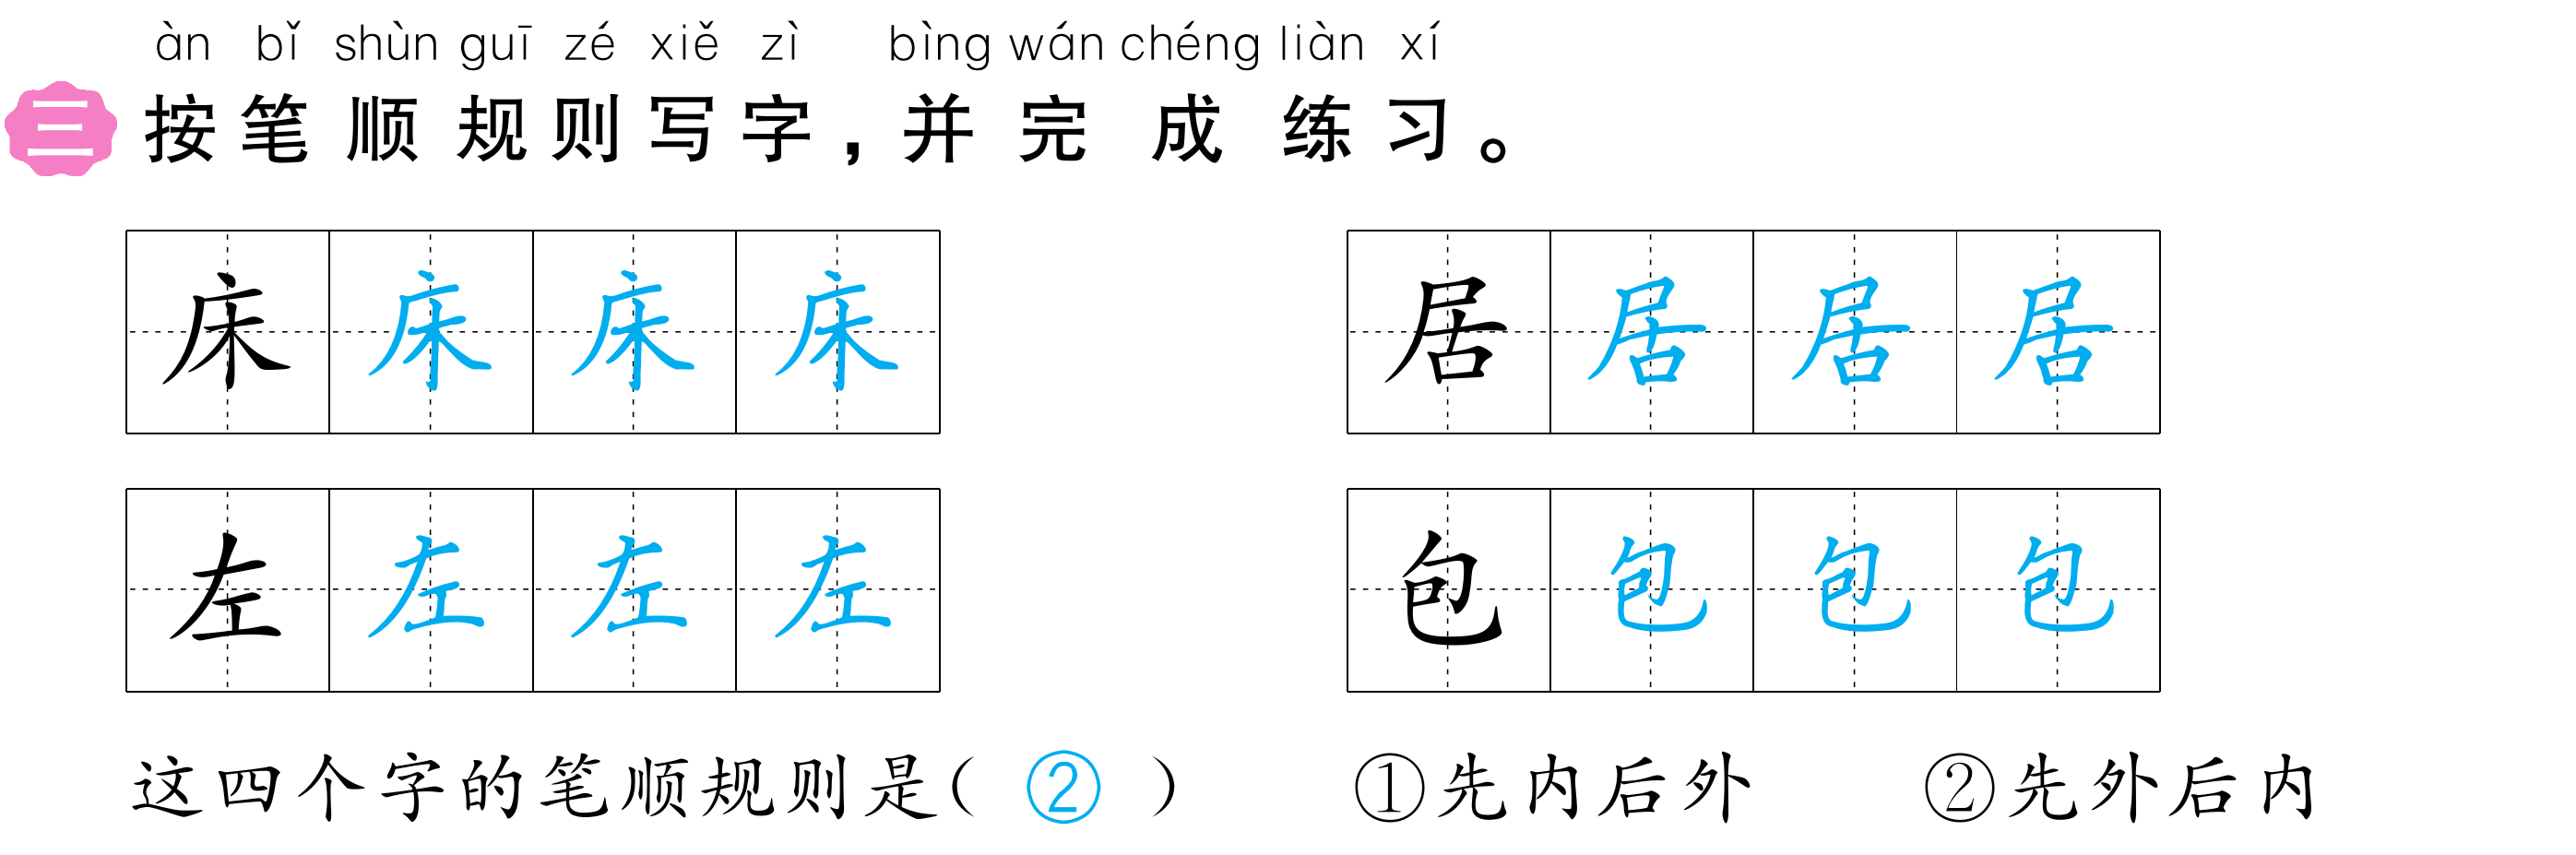 àn bǐ shùn guī zé xiě zì bìng wán chéng liàn xí
三 按笔顺规则写字，并完成练习。
床 床 床 床 居 居 居 居
左 左 左 左 包 包 包 包
这四个字的笔顺规则是( ② ) ①先内后外 ②先外后内